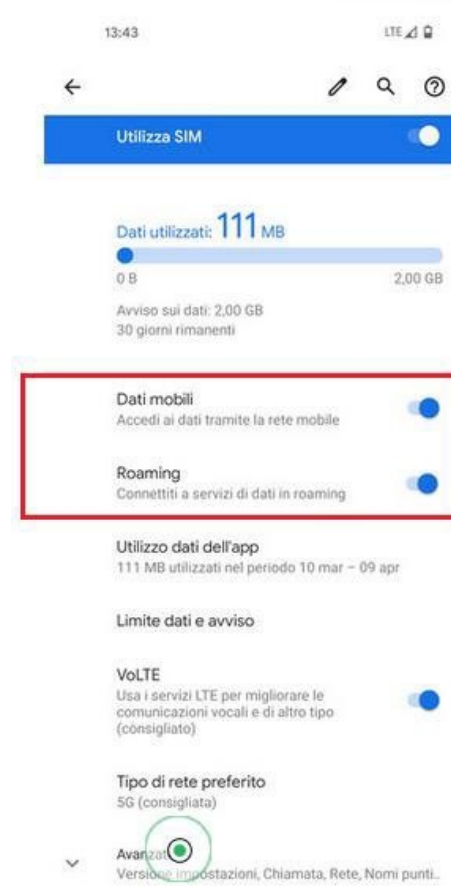 13:43
LTE
Utilizza SIM
Dati utilizzati: 111 MB
0 B 2,00 GB
Avviso sui dati: 2,00 GB
30 giorni rimanenti
Dati mobili
Accedi ai dati tramite la rete mobile
Roaming
Connettiti a servizi di dati in roaming
Utilizzo dati dell'app
111 MB utilizzati nel periodo 10 mar – 09 apr
Limite dati e avviso
VoLTE
Usa i servizi LTE per migliorare le
comunicazioni vocali e di altro tipo
(consigliato)
Tipo di rete preferito
5G (consigliata)
Versione impostazioni, Chiamata, Rete, Nomi punti..